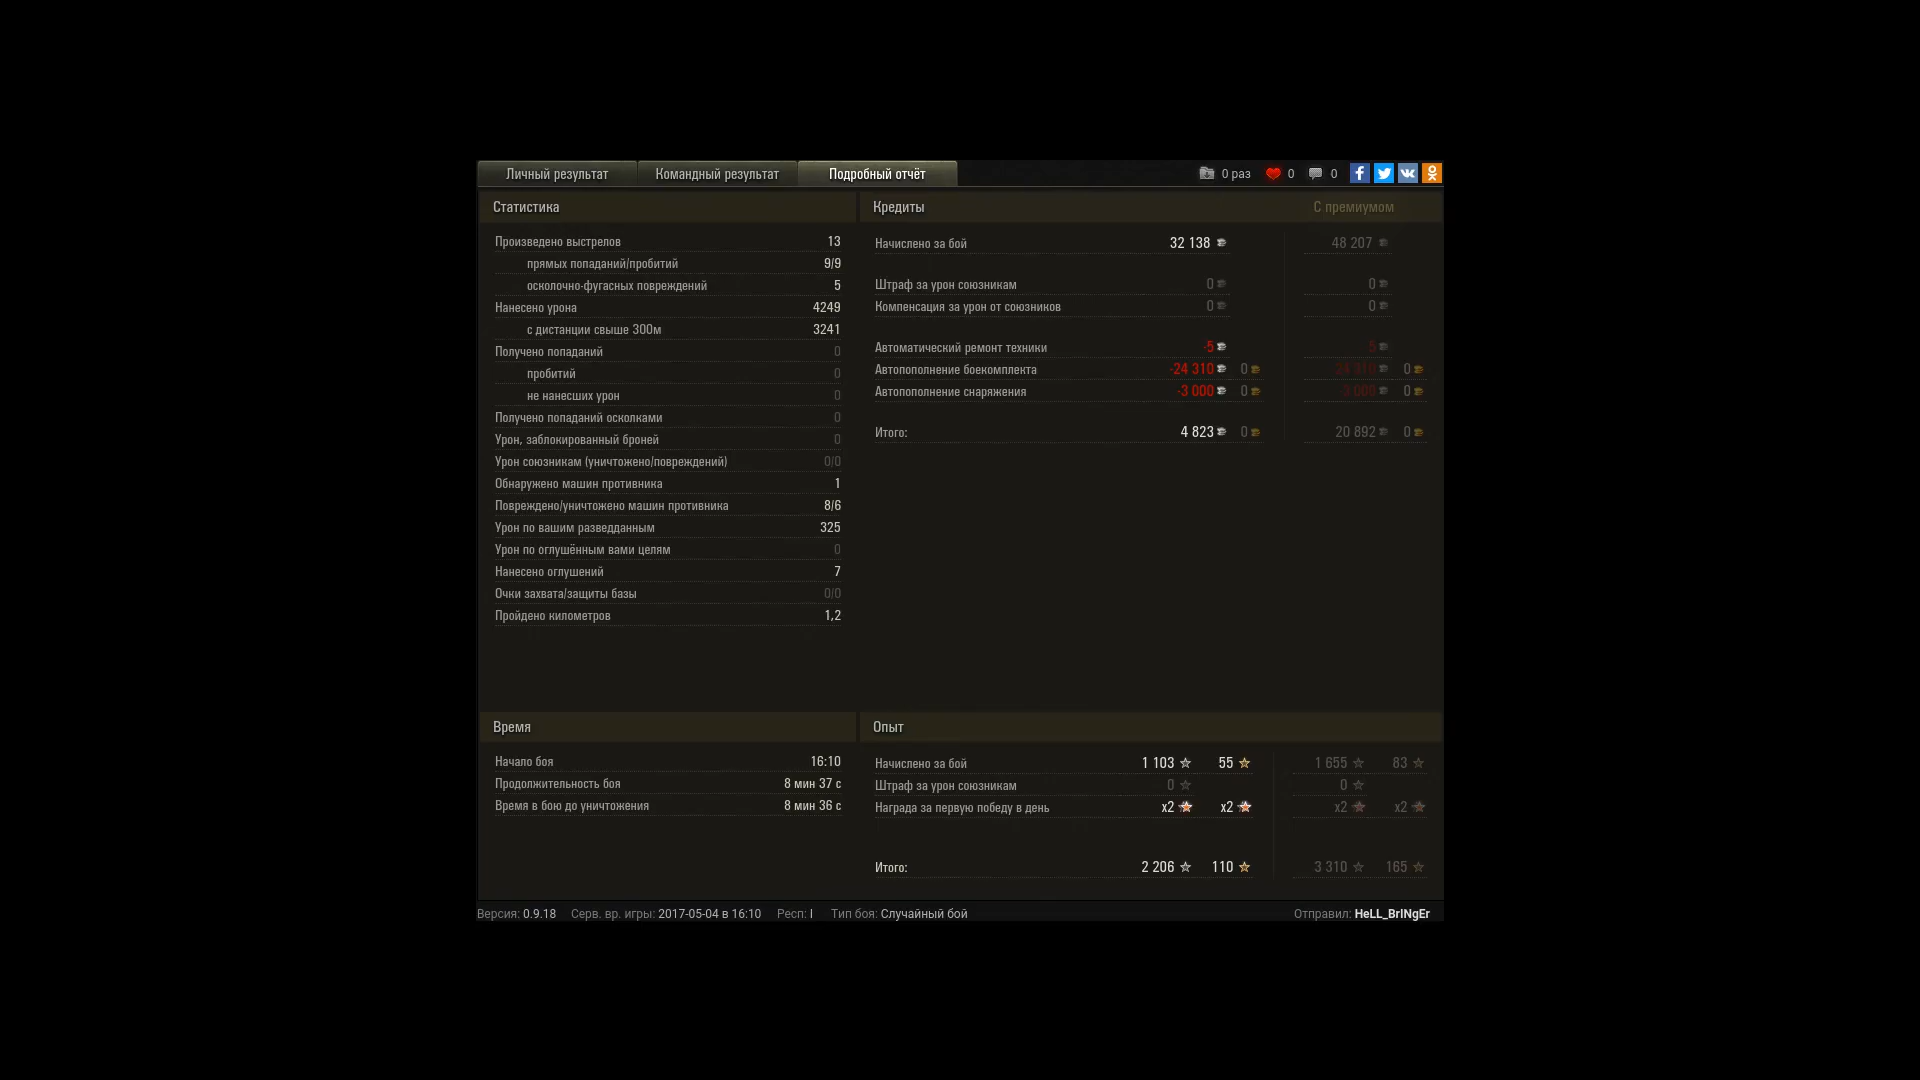 Личный результат Командный результат Подробный отчёт 0 раз 0 0
Статистика
Произведено выстрелов 13
прямых попаданий/пробитий 9/9
осколочно-фугасных повреждений 5
Нанесено урона 4249
с дистанции свыше 300м 3241
Получено попаданий 0
пробитий 0
не нанесших урон 0
Получено попаданий осколками 0
Урон, заблокированный броней 0
Урон союзникам (уничтожено/повреждений) 0/0
Обнаружено машин противника 1
Повреждено/уничтожено машин противника 8/6
Урон по вашим разведданным 325
Урон по оглушённым вами целям 0
Нанесено оглушений 7
Очки захвата/защиты базы 0/0
Пройдено километров 1,2
Кредиты С премиумом
Начислено за бой 32 138 48 207
Штраф за урон союзникам 0 0
Компенсация за урон от союзников 0 0
Автоматический ремонт техники -5 -5
Автопополнение боекомплекта -24 310 0 -24 310 0
Автопополнение снаряжения -3 000 0 -3 000 0
Итого: 4 823 0 20 892 0
Время
Начало боя 16:10
Продолжительность боя 8 мин 37 с
Время в бою до уничтожения 8 мин 36 с
Опыт
Начислено за бой 1 103 55 1 655 83
Штраф за урон союзникам 0 0
Награда за первую победу в день x2 x2 x2 x2
Итого: 2 206 110 3 310 165
Версия: 0.9.18 Серв. вр. игры: 2017-05-04 в 16:10 Респ: I Тип боя: Случайный бой Отправил: HeLL_BrINgEr